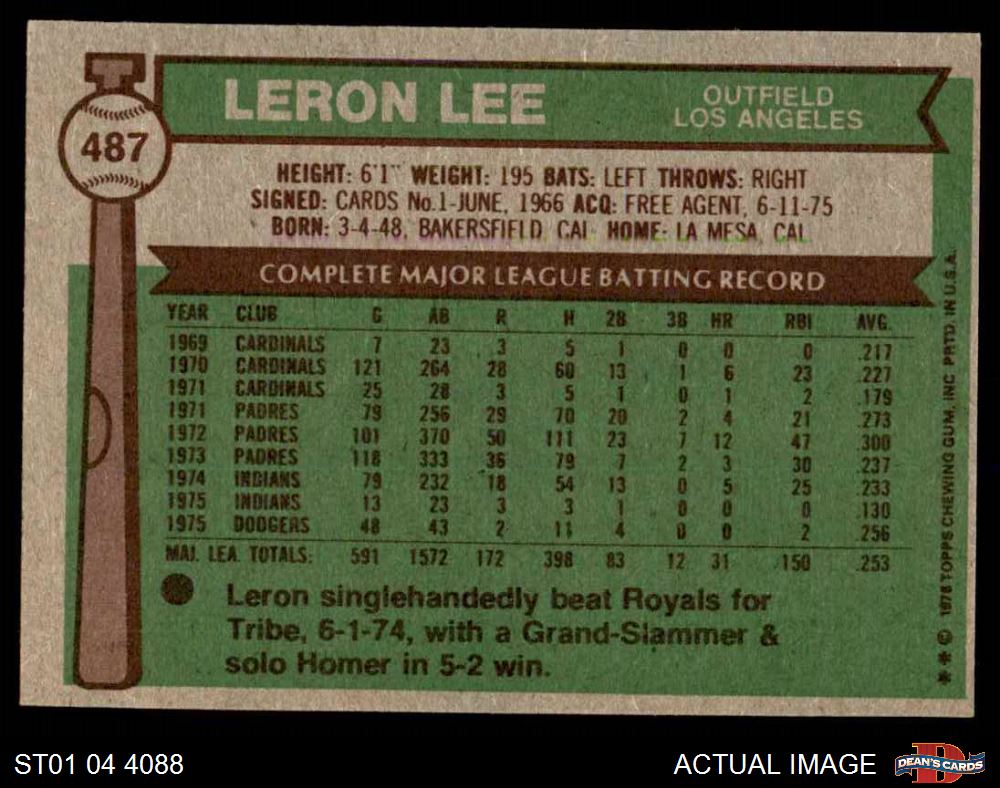 487
LERON LEE
OUTFIELD
LOS ANGELES
HEIGHT: 6'1" WEIGHT: 195 BATS: LEFT THROWS: RIGHT
SIGNED: CARDS No.1-JUNE, 1966 ACQ: FREE AGENT, 6-11-75
BORN: 3-4-48, BAKERSFIELD, CAL HOME: LA MESA, CAL
COMPLETE MAJOR LEAGUE BATTING RECORD
YEAR CLUB G AB R H 2B 3B HR RBI AVG.
1969 CARDINALS 7 23 3 5 1 0 0 0 .217
1970 CARDINALS 121 264 28 60 13 1 6 23 .227
1971 CARDINALS 25 28 3 5 1 0 1 2 .179
1971 PADRES 79 256 29 70 20 2 4 21 .273
1972 PADRES 101 370 50 111 23 7 12 47 .300
1973 PADRES 118 333 36 79 7 2 3 30 .237
1974 INDIANS 79 232 18 54 13 0 5 25 .233
1975 INDIANS 13 23 3 3 1 0 0 0 .130
1975 DODGERS 48 43 2 11 4 0 0 2 .256
MAJ. LEA. TOTALS: 591 1572 172 398 83 12 31 150 .253
Leron singlehandedly beat Royals for
Tribe, 6-1-74, with a Grand-Slammer &
solo Homer in 5-2 win.
** © 1976 TOPPS CHEWING GUM, INC. PRTD. IN U.S.A.
ST01 04 4088
ACTUAL IMAGE
DEAN'S CARDS